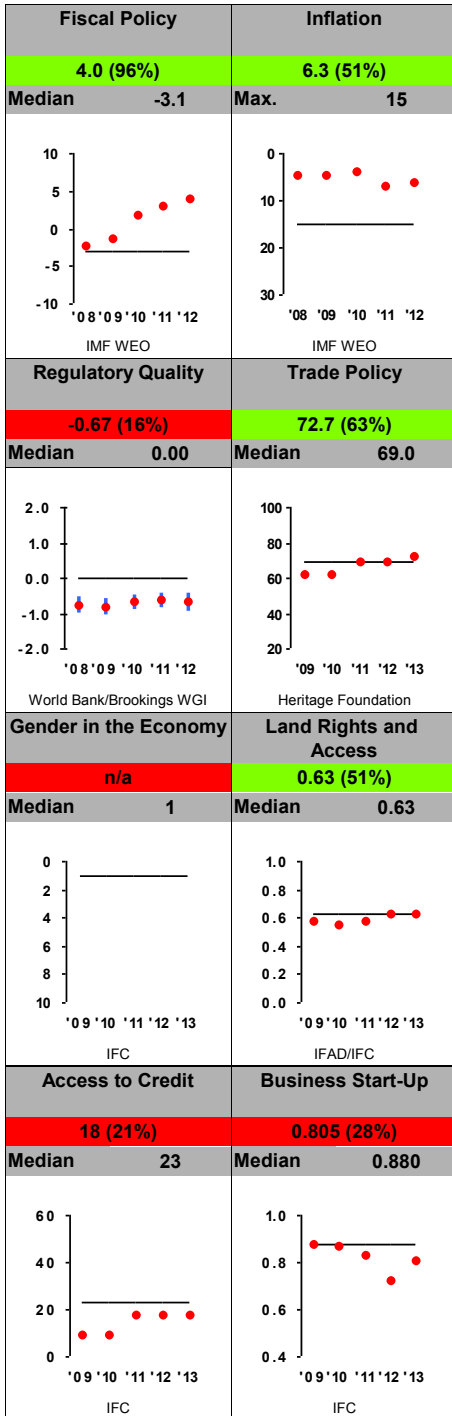 Fiscal Policy
4.0 (96%)
Median -3.1
10
5
0
-5
-10
'08 '09 '10 '11 '12
IMF WEO
Inflation
6.3 (51%)
Max. 15
0
10
20
30
'08 '09 '10 '11 '12
IMF WEO
Regulatory Quality
-0.67 (16%)
Median 0.00
2.0
1.0
0.0
-1.0
-2.0
'08 '09 '10 '11 '12
World Bank/Brookings WGI
Trade Policy
72.7 (63%)
Median 69.0
100
80
60
40
20
'09 '10 '11 '12 '13
Heritage Foundation
Gender in the Economy
n/a
Median 1
0
2
4
6
8
10
'09 '10 '11 '12 '13
IFC
Land Rights and
Access
0.63 (51%)
Median 0.63
1.0
0.8
0.6
0.4
0.2
0.0
'09 '10 '11 '12 '13
IFAD/IFC
Access to Credit
18 (21%)
Median 23
60
40
20
0
'09 '10 '11 '12 '13
IFC
Business Start-Up
0.805 (28%)
Median 0.880
1.0
0.8
0.6
0.4
'09 '10 '11 '12 '13
IFC